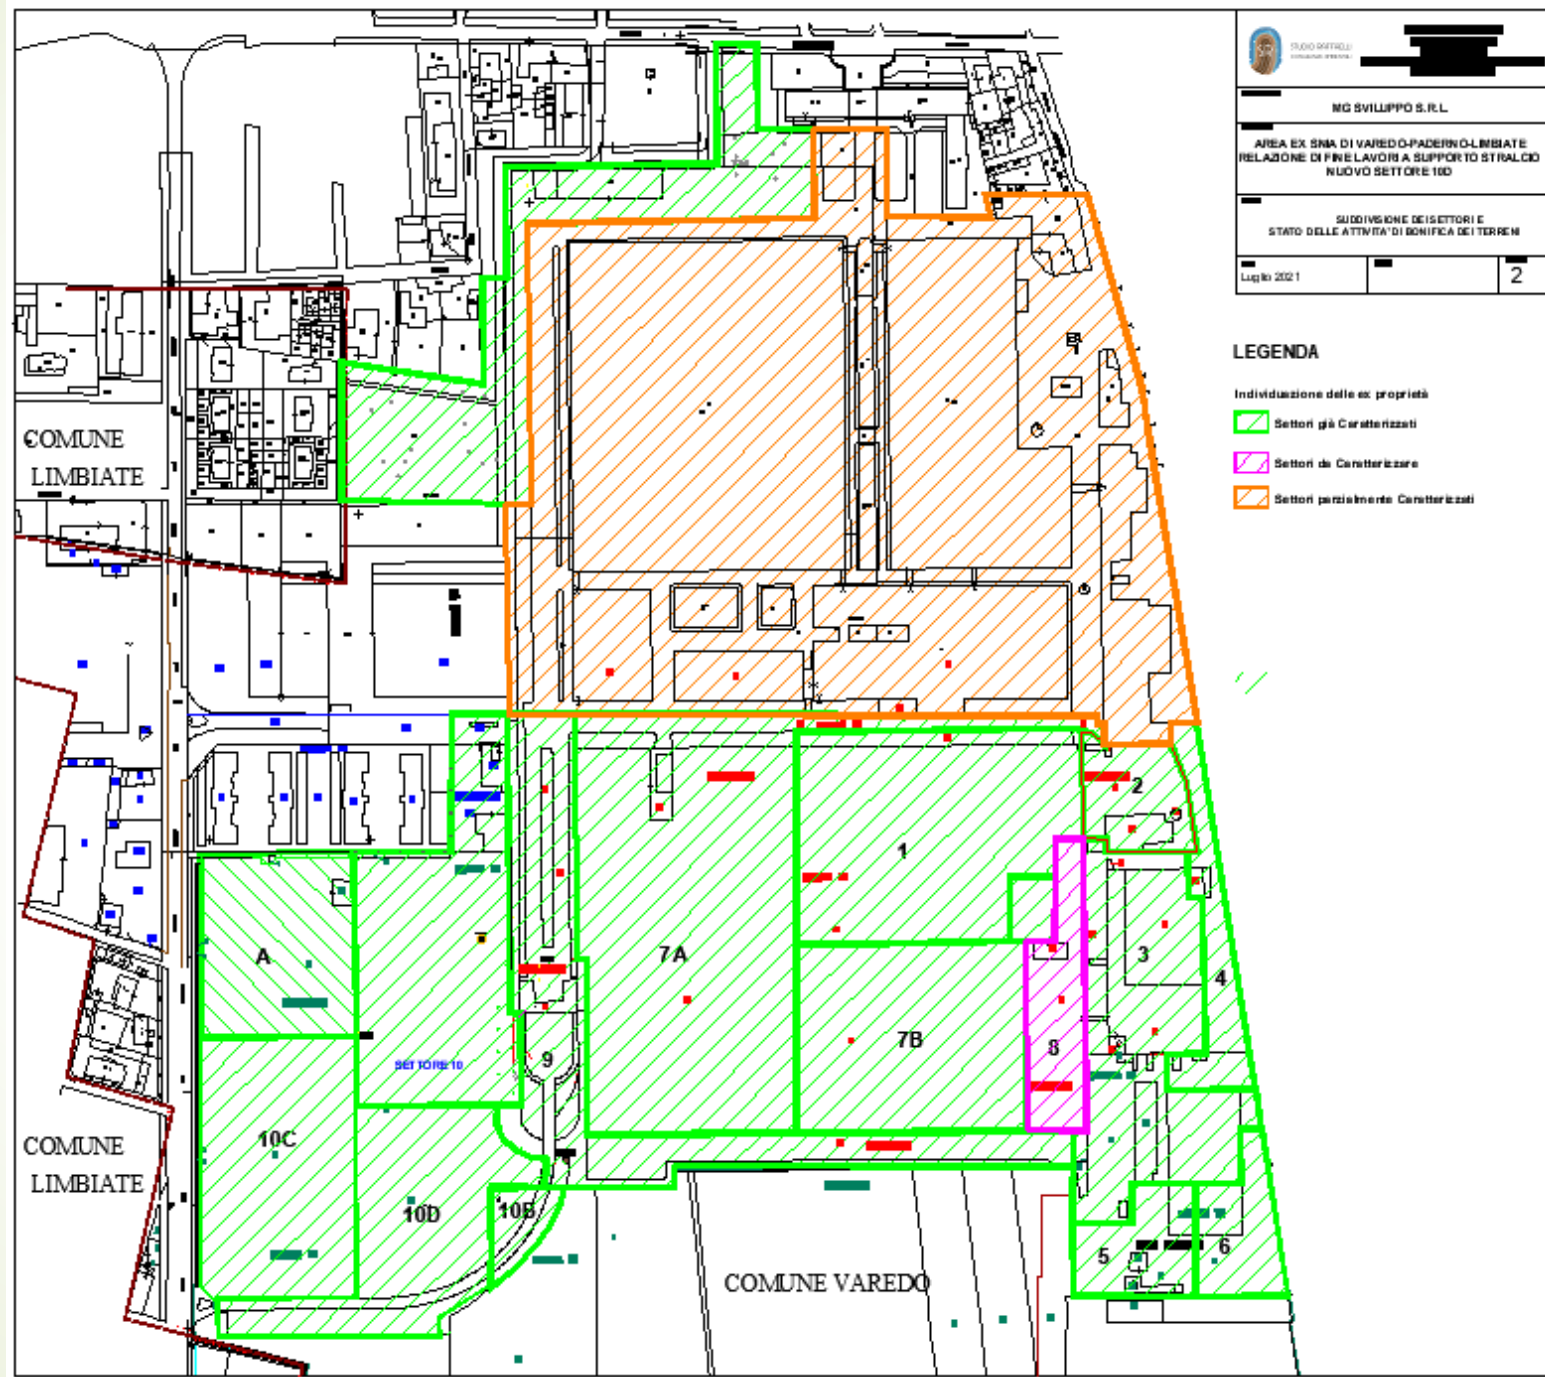 MG SVILUPPO S.R.L.
AREA EX SNIA DI VAREDO-PADERNO-LIMBIATE
RELAZIONE DI FINE LAVORI A SUPPORTO STRALCIO
NUOVO SETTORE 10D
SUDDIVISIONE DEI SETTORI E
STATO DELLE ATTIVITA' DI BONIFICA DEI TERRENI
Luglio 2021
2
LEGENDA
Individuazione delle ex proprietà
Settori già Caratterizzati
Settori da Caratterizzare
Settori parzialmente Caratterizzati
COMUNE
LIMBIATE
2
1
A
7A
3
4
9
7B
8
SETTORE 10
10C
COMUNE
LIMBIATE
10D
10B
5
6
COMUNE VAREDO